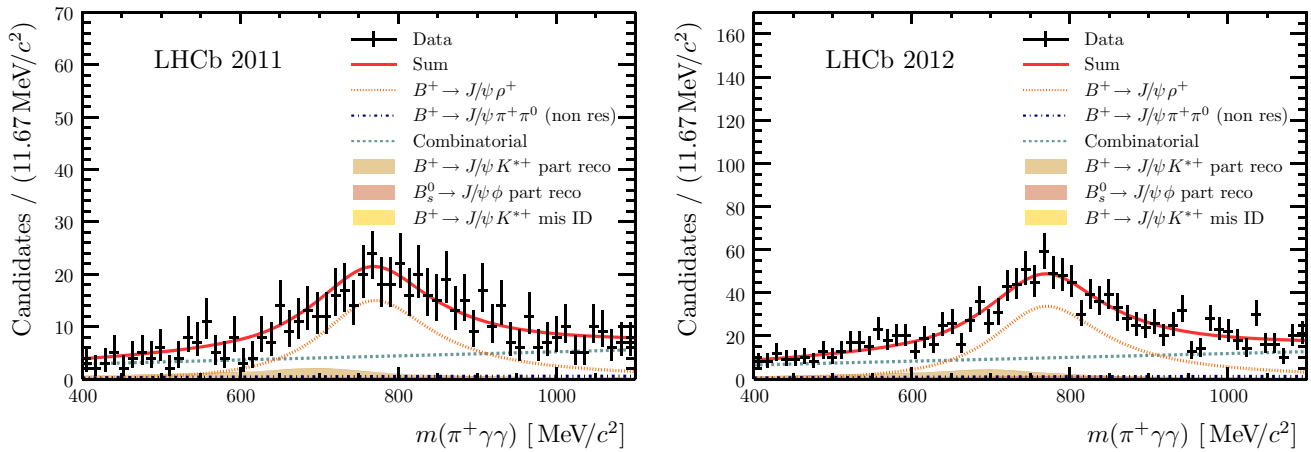 Candidates / (11.67 MeV/c²)
70
60
50
40
30
20
10
0
LHCb 2011
Data
Sum
B⁺ → J/ψ ρ⁺
B⁺ → J/ψ π⁺π⁰ (non res)
Combinatorial
B⁺ → J/ψ K*⁺ part reco
B⁰ₛ → J/ψ ϕ part reco
B⁺ → J/ψ K*⁺ mis ID
400 600 800 1000
m(π⁺γγ) [MeV/c²]
Candidates / (11.67 MeV/c²)
160
140
120
100
80
60
40
20
0
LHCb 2012
Data
Sum
B⁺ → J/ψ ρ⁺
B⁺ → J/ψ π⁺π⁰ (non res)
Combinatorial
B⁺ → J/ψ K*⁺ part reco
B⁰ₛ → J/ψ ϕ part reco
B⁺ → J/ψ K*⁺ mis ID
400 600 800 1000
m(π⁺γγ) [MeV/c²]